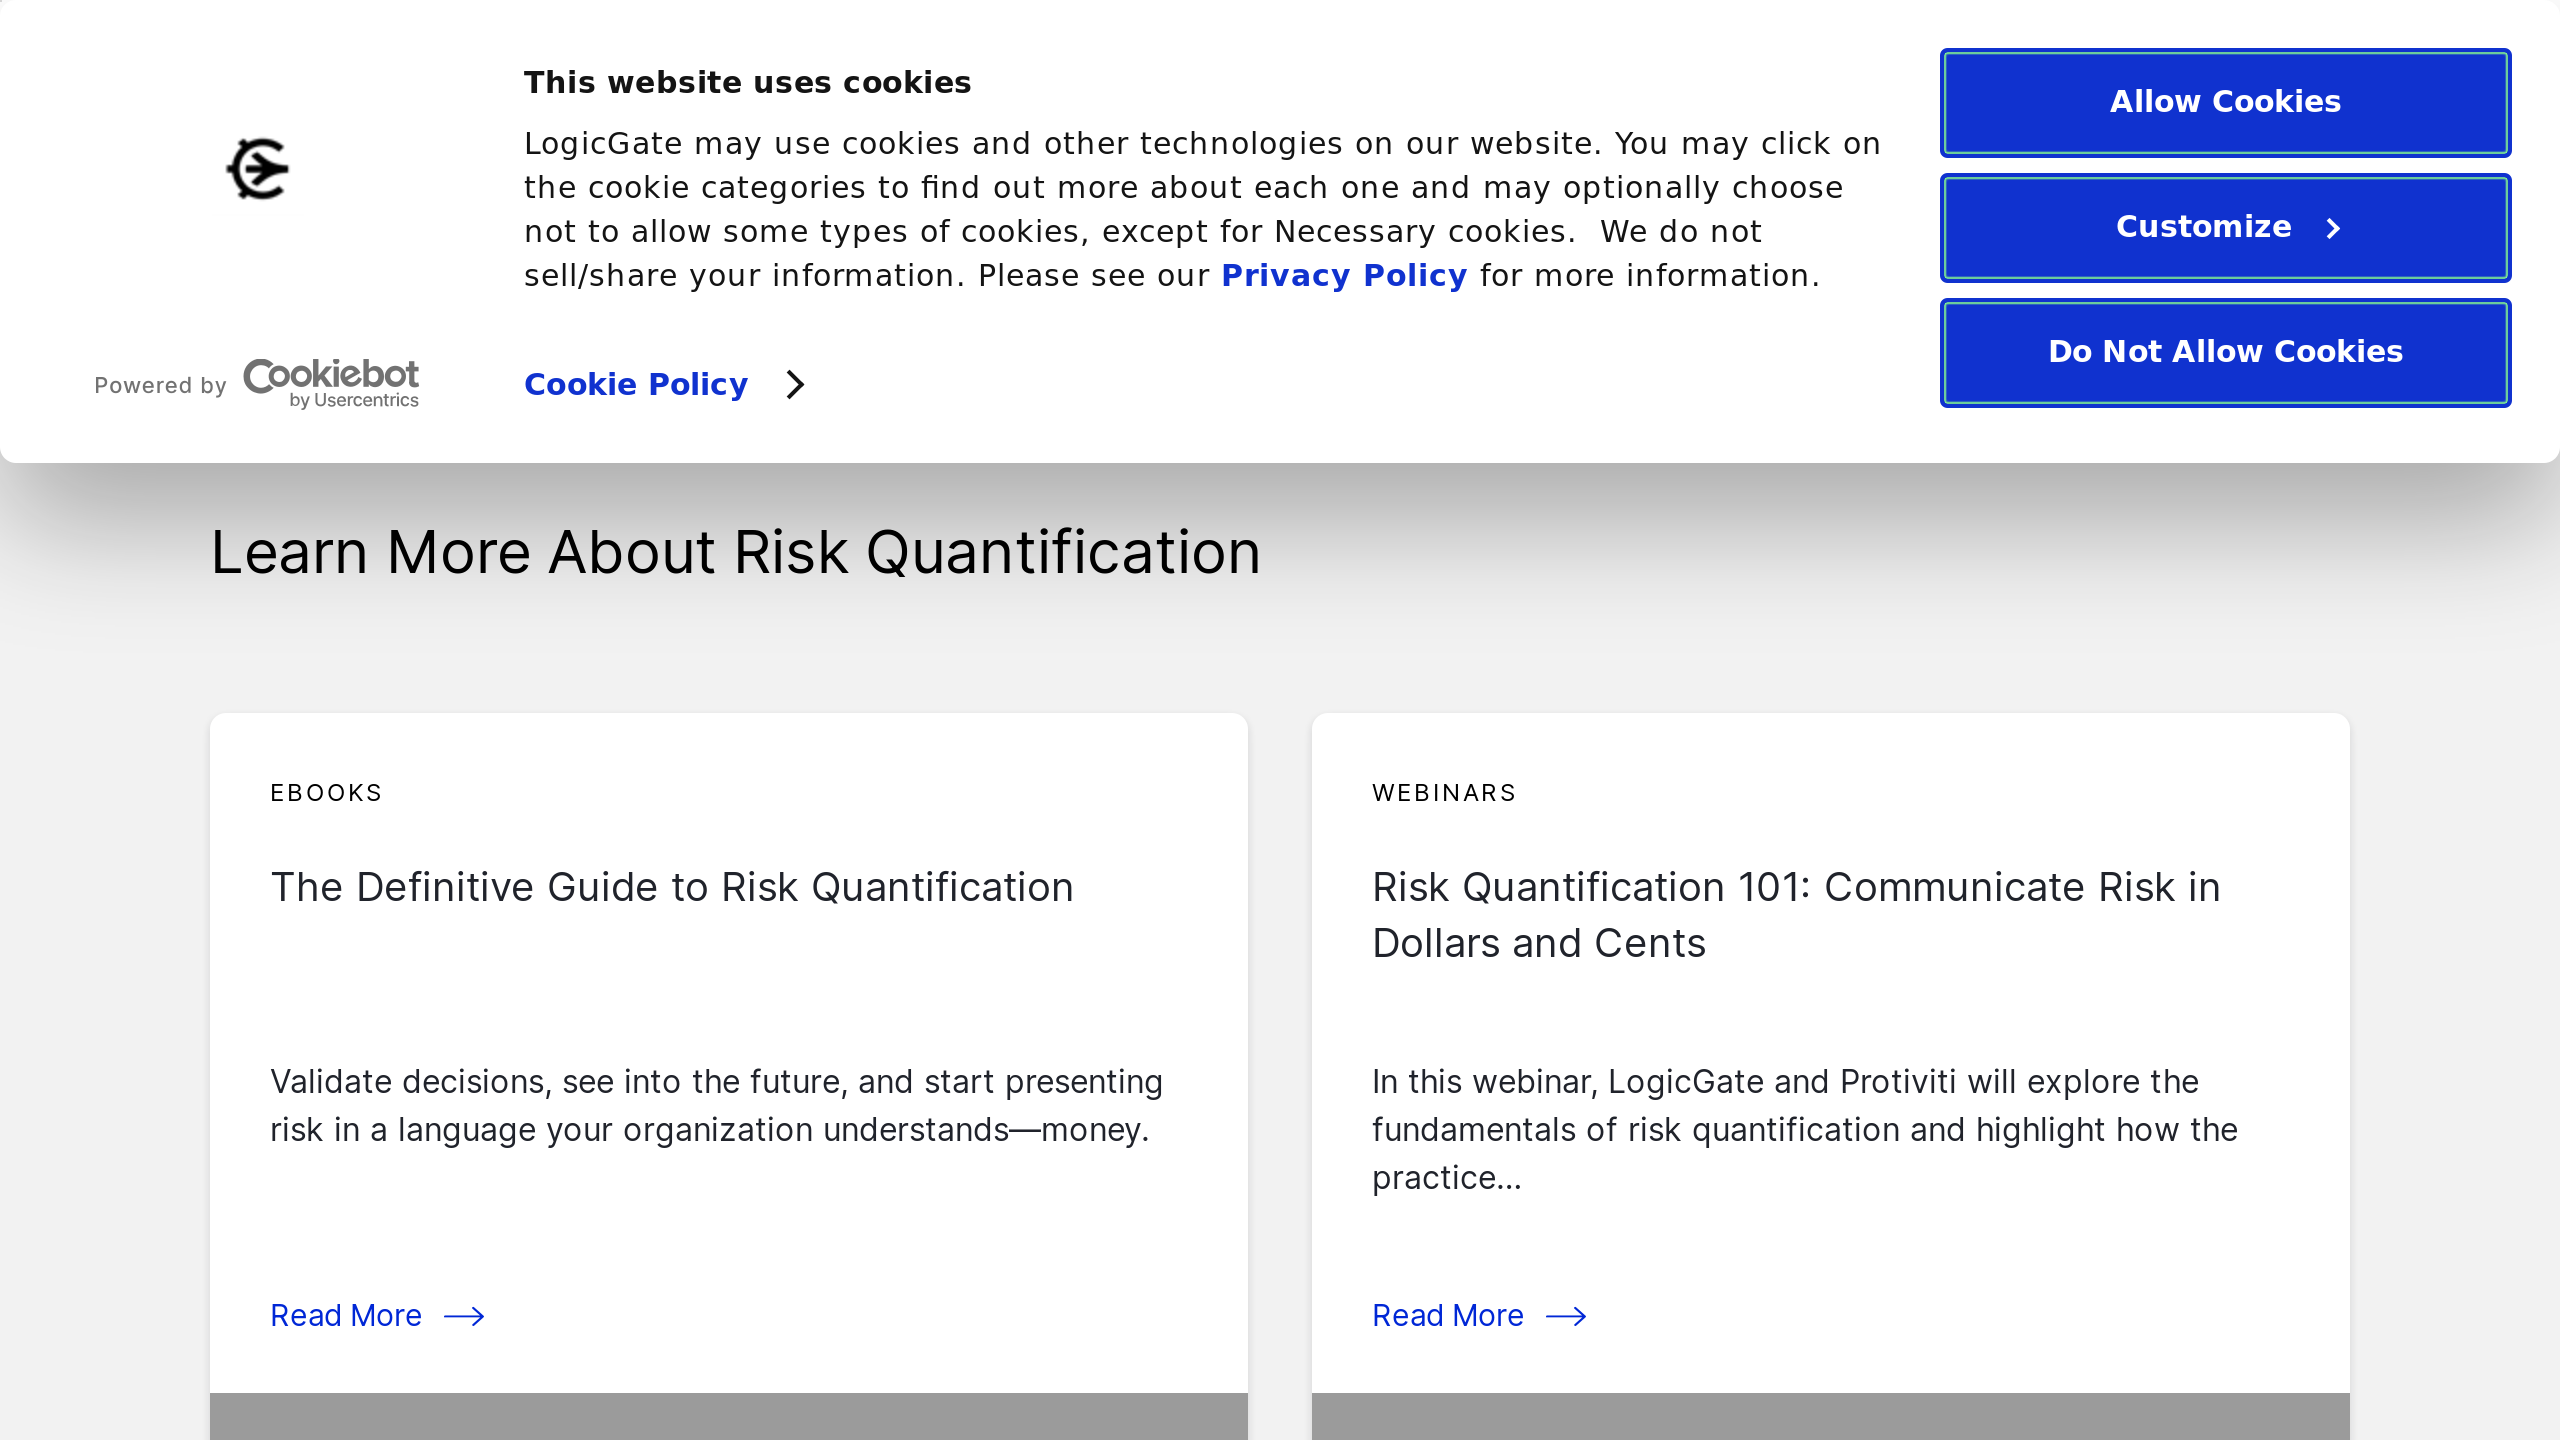 This website uses cookies
LogicGate may use cookies and other technologies on our website. You may click on
the cookie categories to find out more about each one and may optionally choose
not to allow some types of cookies, except for Necessary cookies.  We do not
sell/share your information. Please see our Privacy Policy for more information.
Powered by Cookiebot
by Usercentrics
Cookie Policy
Allow Cookies
Customize
Do Not Allow Cookies
Learn More About Risk Quantification
EBOOKS
The Definitive Guide to Risk Quantification
Validate decisions, see into the future, and start presenting
risk in a language your organization understands—money.
Read More
WEBINARS
Risk Quantification 101: Communicate Risk in
Dollars and Cents
In this webinar, LogicGate and Protiviti will explore the
fundamentals of risk quantification and highlight how the
practice...
Read More